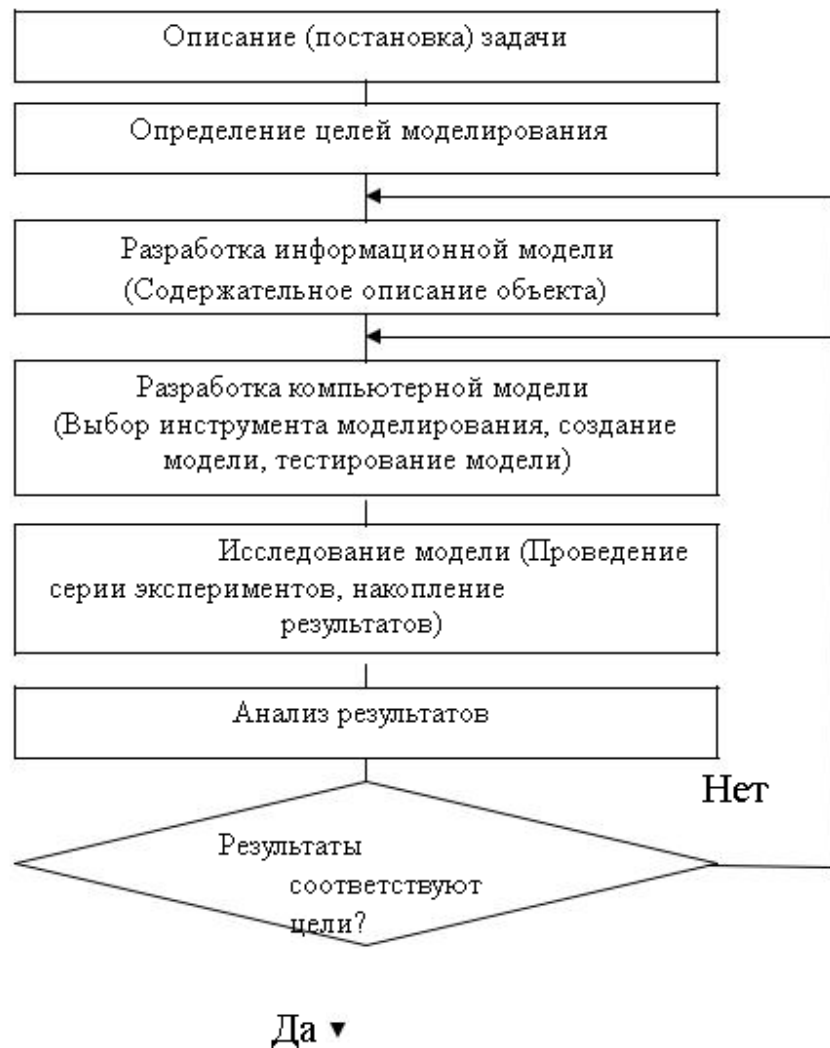 Описание (постановка) задачи
Определение целей моделирования
Разработка информационной модели
(Содержательное описание объекта)
Разработка компьютерной модели
(Выбор инструмента моделирования, создание
модели, тестирование модели)
Исследование модели (Проведение
серии экспериментов, накопление
результатов)
Анализ результатов
Нет
Результаты
соответствуют
цели?
Да